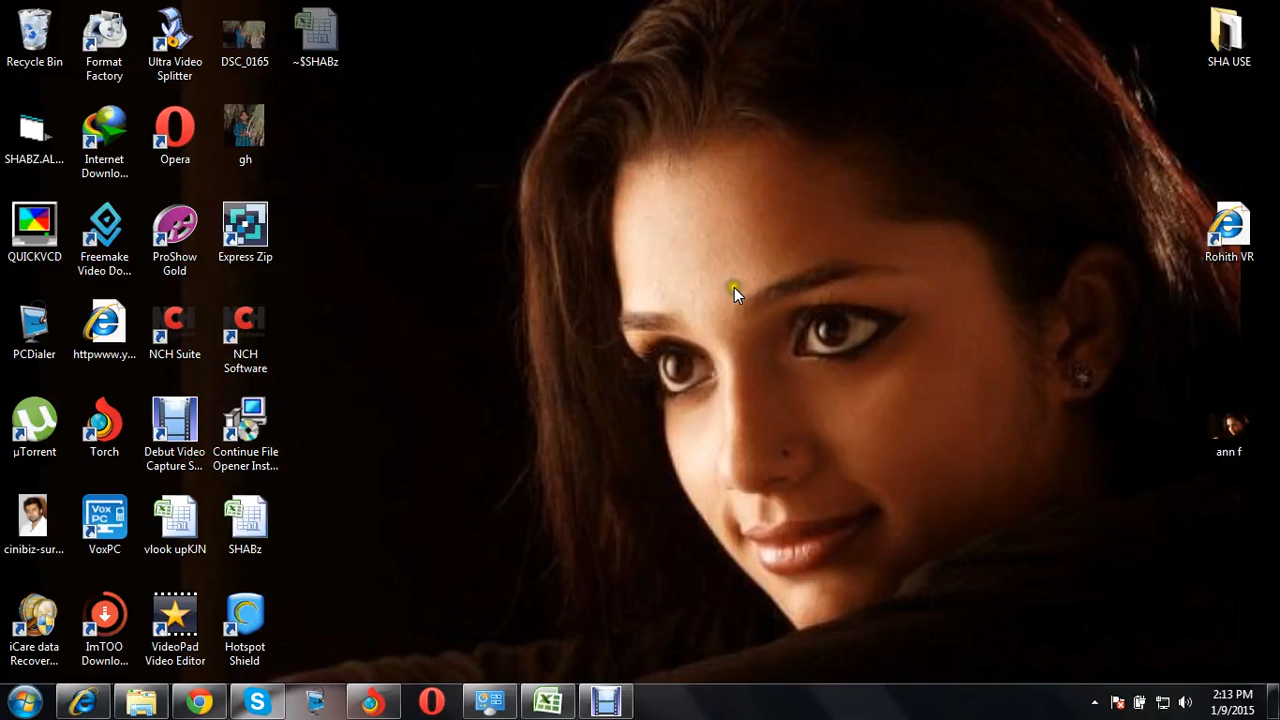 Recycle Bin
Format
Factory
Ultra Video
Splitter
DSC_0165
~$SHABz
SHA USE
SHABZ.AL...
Internet
Downlo...
Opera
gh
QUICKVCD
Freemake
Video Do...
ProShow
Gold
Express Zip
Rohith VR
PCDialer
httpwww.y...
NCH Suite
NCH
Software
µTorrent
Torch
Debut Video
Capture S...
Continue File
Opener Inst...
ann f
cinibiz-sur...
VoxPC
vlook upKJN
SHABz
iCare data
Recover...
ImTOO
Downlo...
VideoPad
Video Editor
Hotspot
Shield
2:13 PM
1/9/2015